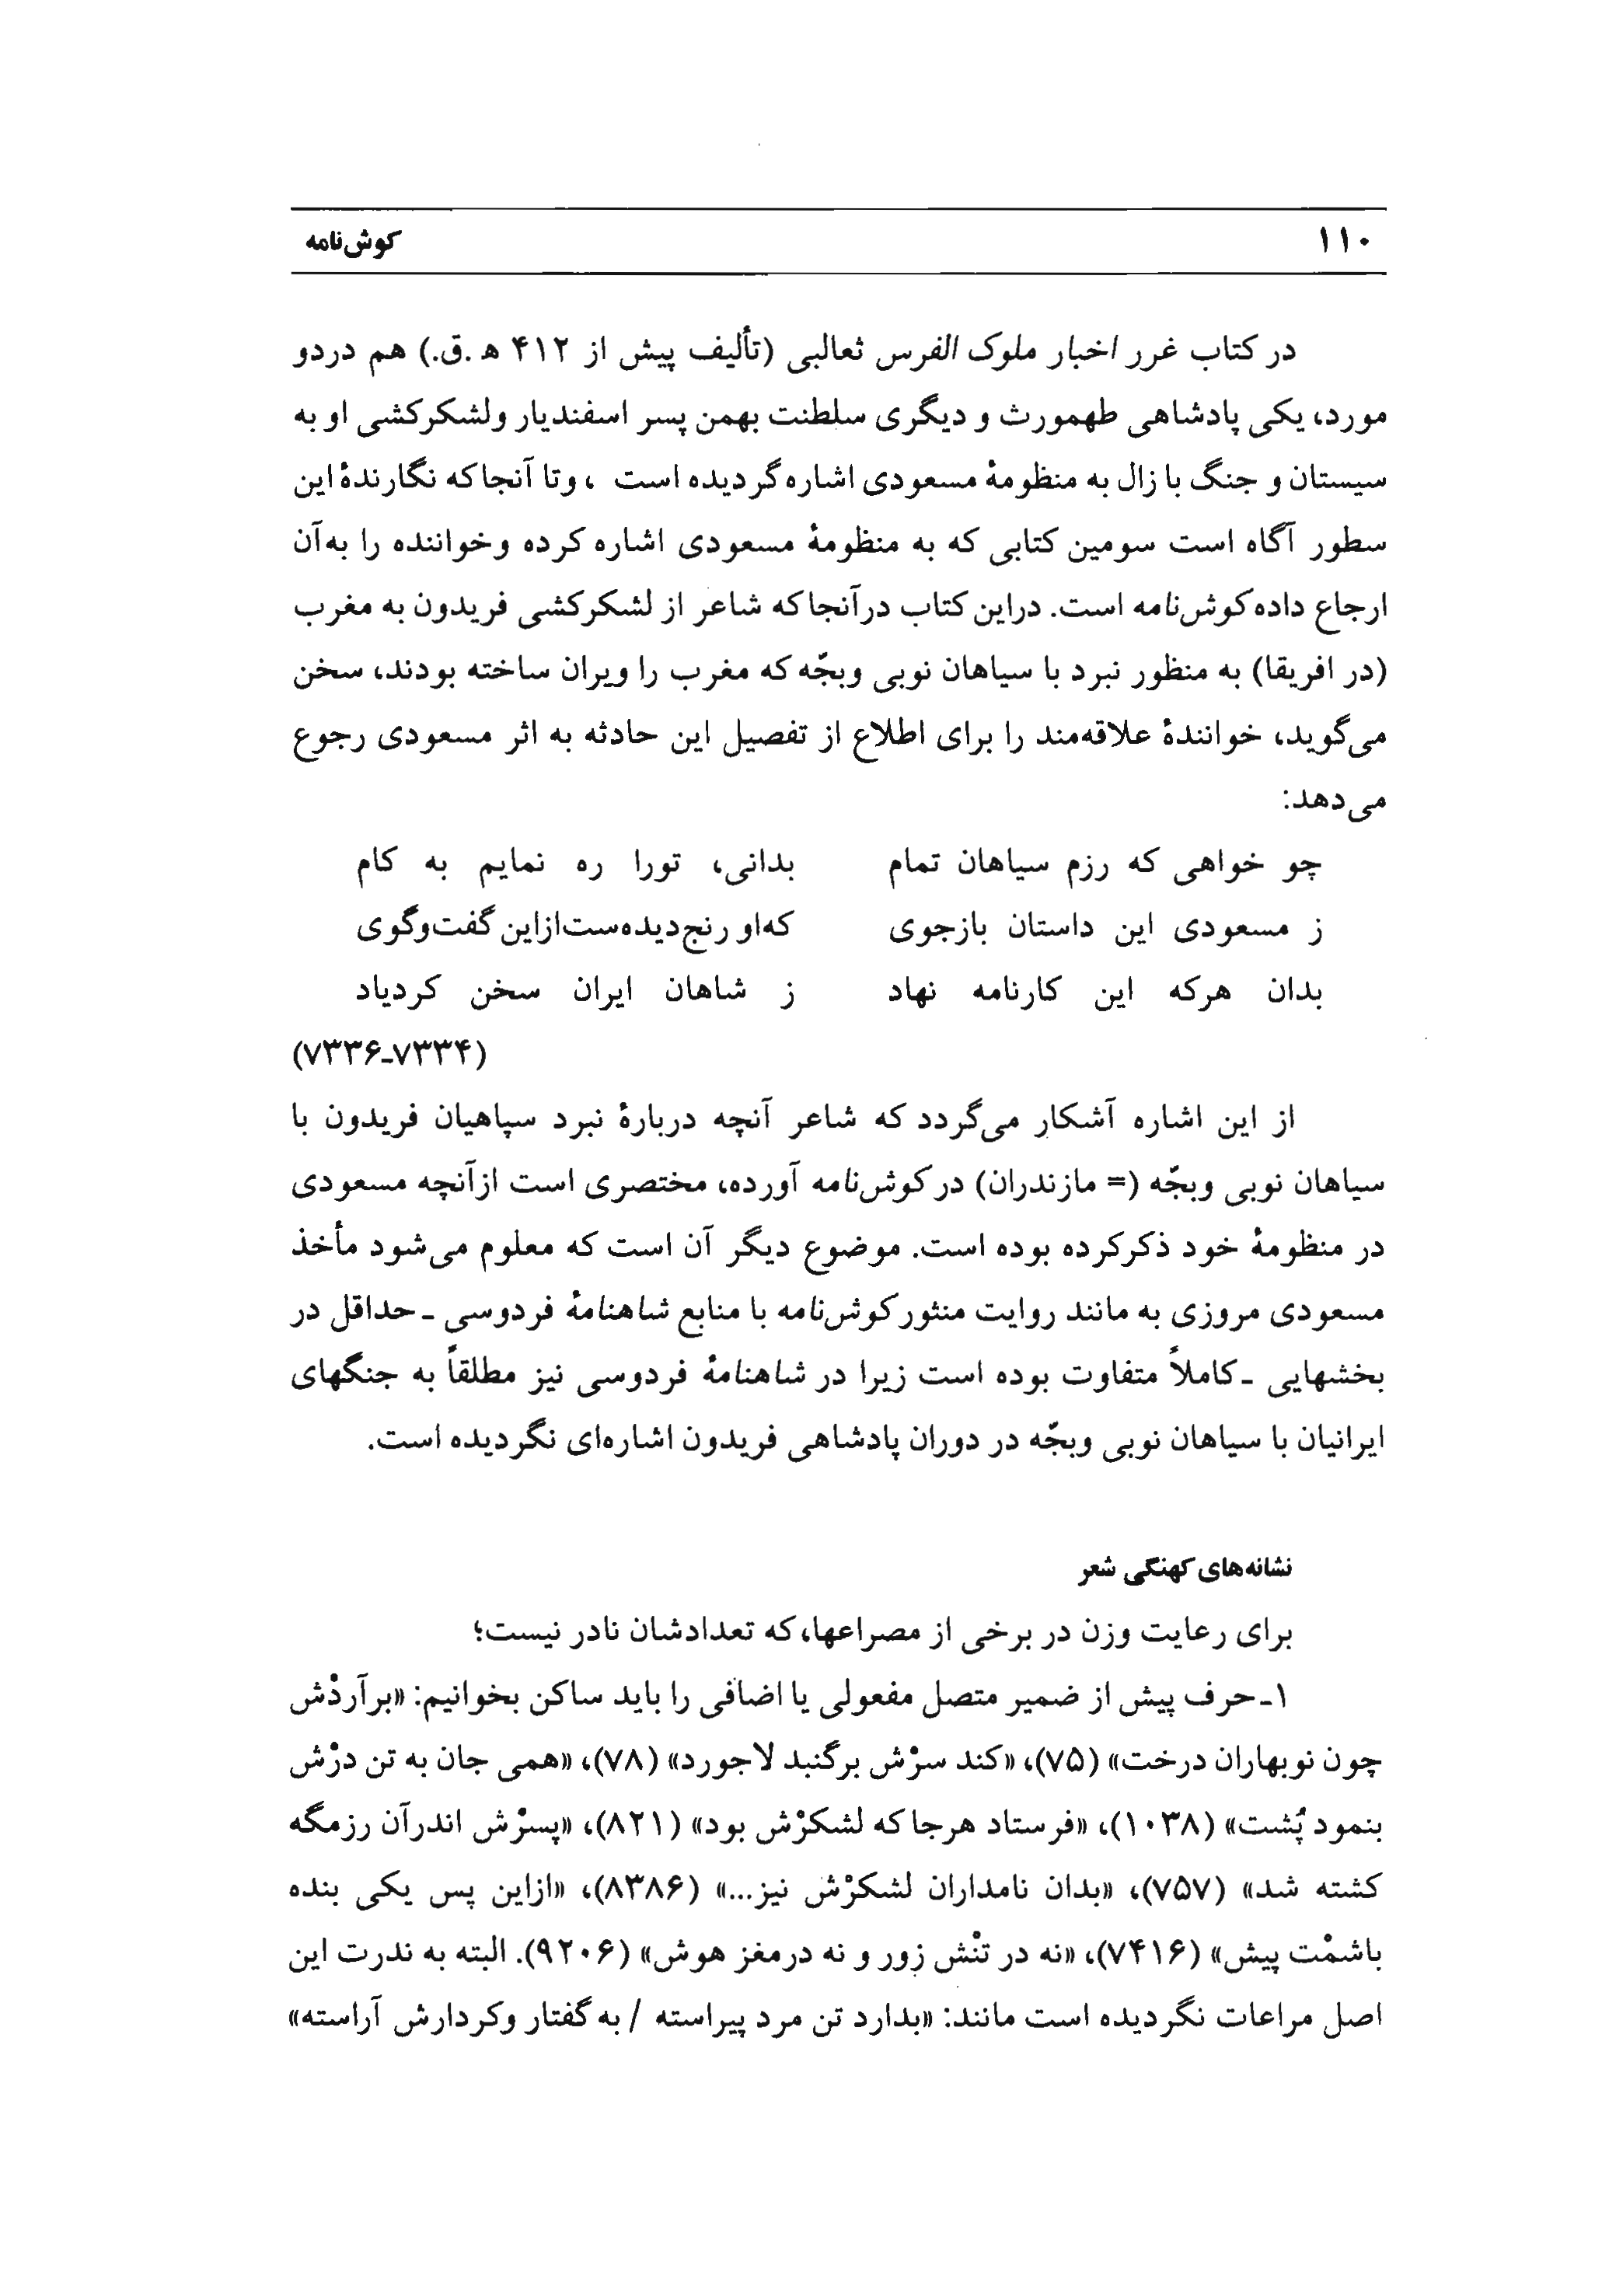 ۱۱۰ کوش‌نامه
در کتاب غرر اخبار ملوک الفرس ثعالبی (تألیف پیش از ۴۱۲ ه‍ .ق.) هم در دو
مورد، یکی پادشاهی طهمورث و دیگری سلطنت بهمن پسر اسفندیار ولشکرکشی او به
سیستان و جنگ با زال به منظومهٔ مسعودی اشاره گردیده است ، وتا آنجا که نگارندهٔ این
سطور آگاه است سومین کتابی که به منظومهٔ مسعودی اشاره کرده وخواننده را به آن
ارجاع داده کوش‌نامه است. دراین کتاب درآنجا که شاعر از لشکرکشی فریدون به مغرب
(در افریقا) به منظور نبرد با سیاهان نوبی وبجّه که مغرب را ویران ساخته بودند، سخن
می‌گوید، خوانندهٔ علاقه‌مند را برای اطلاع از تفصیل این حادثه به اثر مسعودی رجوع
می‌دهد:
چو خواهی که رزم سیاهان تمام بدانی، تورا ره نمایم به کام
ز مسعودی این داستان بازجوی که‌او رنج‌دیده‌ست‌ازاین گفت‌وگوی
بدان هرکه این کارنامه نهاد ز شاهان ایران سخن کردیاد
(۷۳۳۴ـ۷۳۳۶)
از این اشاره آشکار می‌گردد که شاعر آنچه دربارهٔ نبرد سپاهیان فریدون با
سیاهان نوبی وبجّه (= مازندران) در کوش‌نامه آورده، مختصری است ازآنچه مسعودی
در منظومهٔ خود ذکرکرده بوده است. موضوع دیگر آن است که معلوم می‌شود مأخذ
مسعودی مروزی به مانند روایت منثور کوش‌نامه با منابع شاهنامهٔ فردوسی ـ حداقل در
بخشهایی ـ کاملاً متفاوت بوده است زیرا در شاهنامهٔ فردوسی نیز مطلقاً به جنگهای
ایرانیان با سیاهان نوبی وبجّه در دوران پادشاهی فریدون اشاره‌ای نگردیده است.
نشانه‌های کهنگی شعر
برای رعایت وزن در برخی از مصراعها، که تعدادشان نادر نیست؛
۱ـ حرف پیش از ضمیر متصل مفعولی یا اضافی را باید ساکن بخوانیم: «برآردْش
چون نوبهاران درخت» (۷۵)، «کند سرْش برگنبد لاجورد» (۷۸)، «همی جان به تن درْش
بنمود پُشت» (۱۰۳۸)، «فرستاد هرجا که لشکرْش بود» (۸۲۱)، «پسرْش اندرآن رزمگه
کشته شد» (۷۵۷)، «بدان نامداران لشکرْش نیز...» (۸۳۸۶)، «ازاین پس یکی بنده
باشمْت پیش» (۷۴۱۶)، «نه در تنْش زور و نه درمغز هوش» (۹۲۰۶). البته به ندرت این
اصل مراعات نگردیده است مانند: «بدارد تن مرد پیراسته / به گفتار وکردارش آراسته»